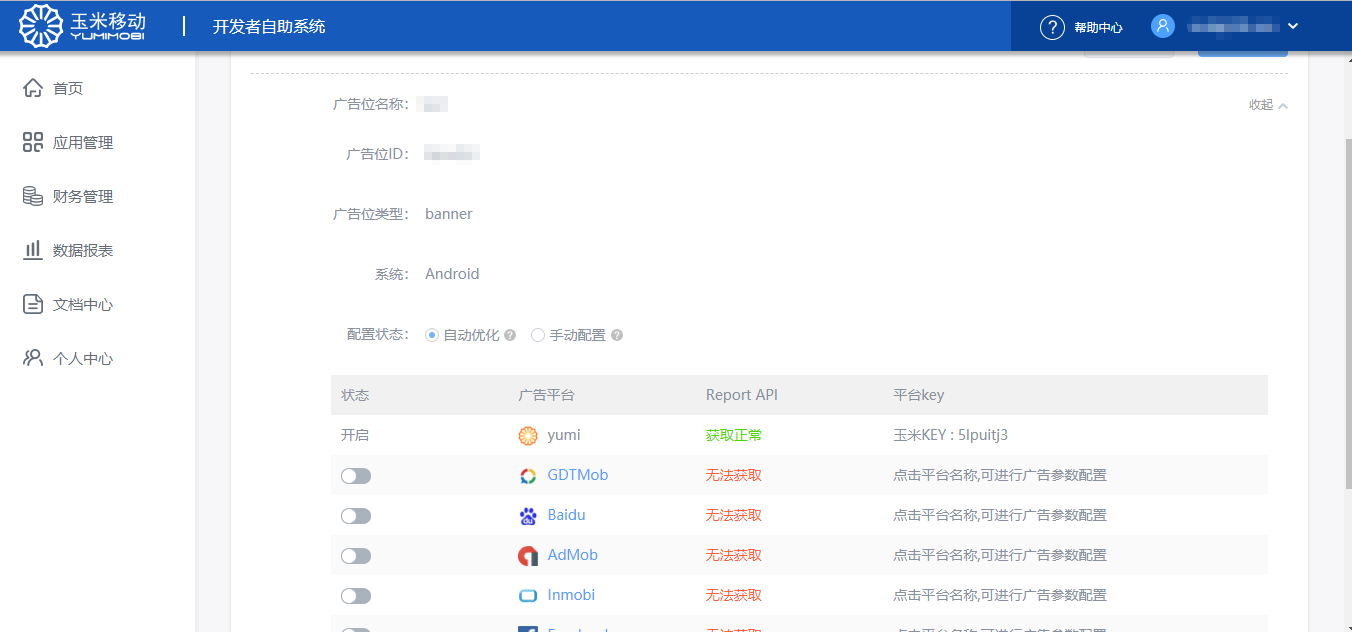 玉米移动
YUMIMOBI
开发者自助系统
帮助中心
首页
应用管理
财务管理
数据报表
文档中心
个人中心
广告位名称：
收起
广告位ID：
广告位类型： banner
系统： Android
配置状态： 自动优化 ? 手动配置 ?
状态 广告平台 Report API 平台key
开启 yumi 获取正常 玉米KEY : 5lpuitj3
GDTMob 无法获取 点击平台名称,可进行广告参数配置
Baidu 无法获取 点击平台名称,可进行广告参数配置
AdMob 无法获取 点击平台名称,可进行广告参数配置
Inmobi 无法获取 点击平台名称,可进行广告参数配置